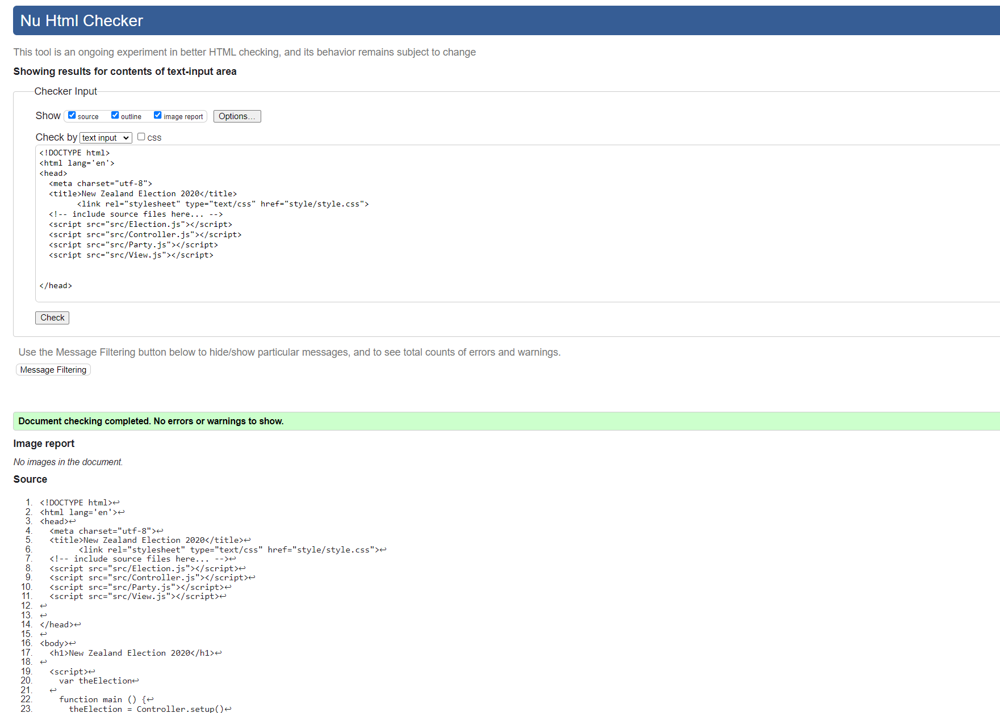 Nu Html Checker
This tool is an ongoing experiment in better HTML checking, and its behavior remains subject to change
Showing results for contents of text-input area
Checker Input
Show source outline image report Options...
Check by text input css
<!DOCTYPE html>
<html lang='en'>
<head>
  <meta charset="utf-8">
  <title>New Zealand Election 2020</title>
        <link rel="stylesheet" type="text/css" href="style/style.css">
  <!-- include source files here... -->
  <script src="src/Election.js"></script>
  <script src="src/Controller.js"></script>
  <script src="src/Party.js"></script>
  <script src="src/View.js"></script>
</head>
Check
Use the Message Filtering button below to hide/show particular messages, and to see total counts of errors and warnings.
Message Filtering
Document checking completed. No errors or warnings to show.
Image report
No images in the document.
Source
1. <!DOCTYPE html>↩
2. <html lang='en'>↩
3. <head>↩
4.   <meta charset="utf-8">↩
5.   <title>New Zealand Election 2020</title>↩
6.         <link rel="stylesheet" type="text/css" href="style/style.css">↩
7.   <!-- include source files here... -->↩
8.   <script src="src/Election.js"></script>↩
9.   <script src="src/Controller.js"></script>↩
10.   <script src="src/Party.js"></script>↩
11.   <script src="src/View.js"></script>↩
12. ↩
13. ↩
14. </head>↩
15. ↩
16. <body>↩
17.   <h1>New Zealand Election 2020</h1>↩
18. ↩
19.   <script>↩
20.     var theElection↩
21.   ↩
22.     function main () {↩
23.       theElection = Controller.setup()↩